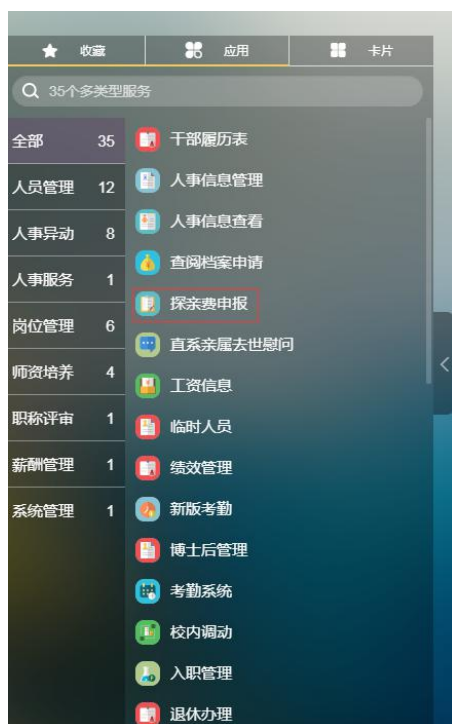 收藏
应用
卡片
35个多类型服务
全部 35
人员管理 12
人事异动 8
人事服务 1
岗位管理 6
师资培养 4
职称评审 1
薪酬管理 1
系统管理 1
干部履历表
人事信息管理
人事信息查看
查阅档案申请
探亲费申报
直系亲属去世慰问
工资信息
临时人员
绩效管理
新版考勤
博士后管理
考勤系统
校内调动
入职管理
退休办理